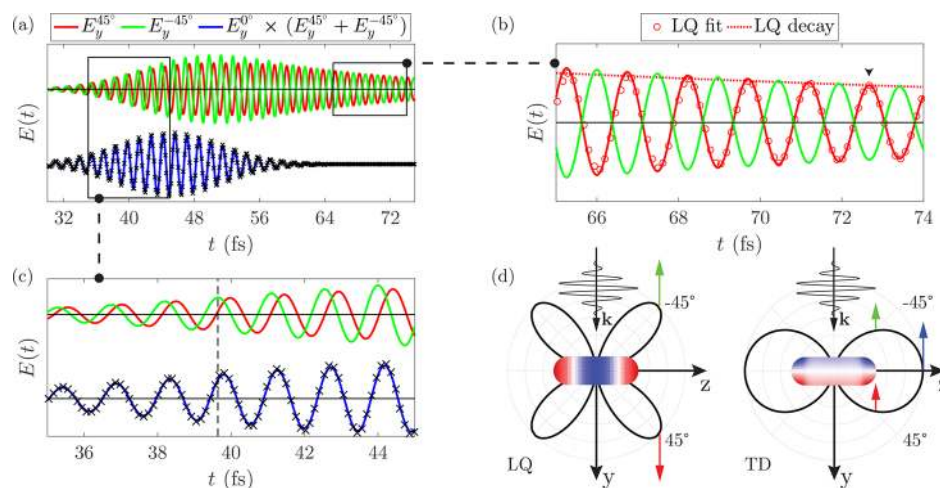 (a)
E_y^{45°} E_y^{-45°} E_y^{0°} × (E_y^{45°} + E_y^{-45°})
E(t)
30 40 48 56 64 72
t (fs)
(b)
LQ fit LQ decay
E(t)
66 68 70 72 74
t (fs)
(c)
E(t)
36 38 40 42 44
t (fs)
(d)
-45°
k
z
45°
LQ
y
-45°
k
z
45°
TD
y